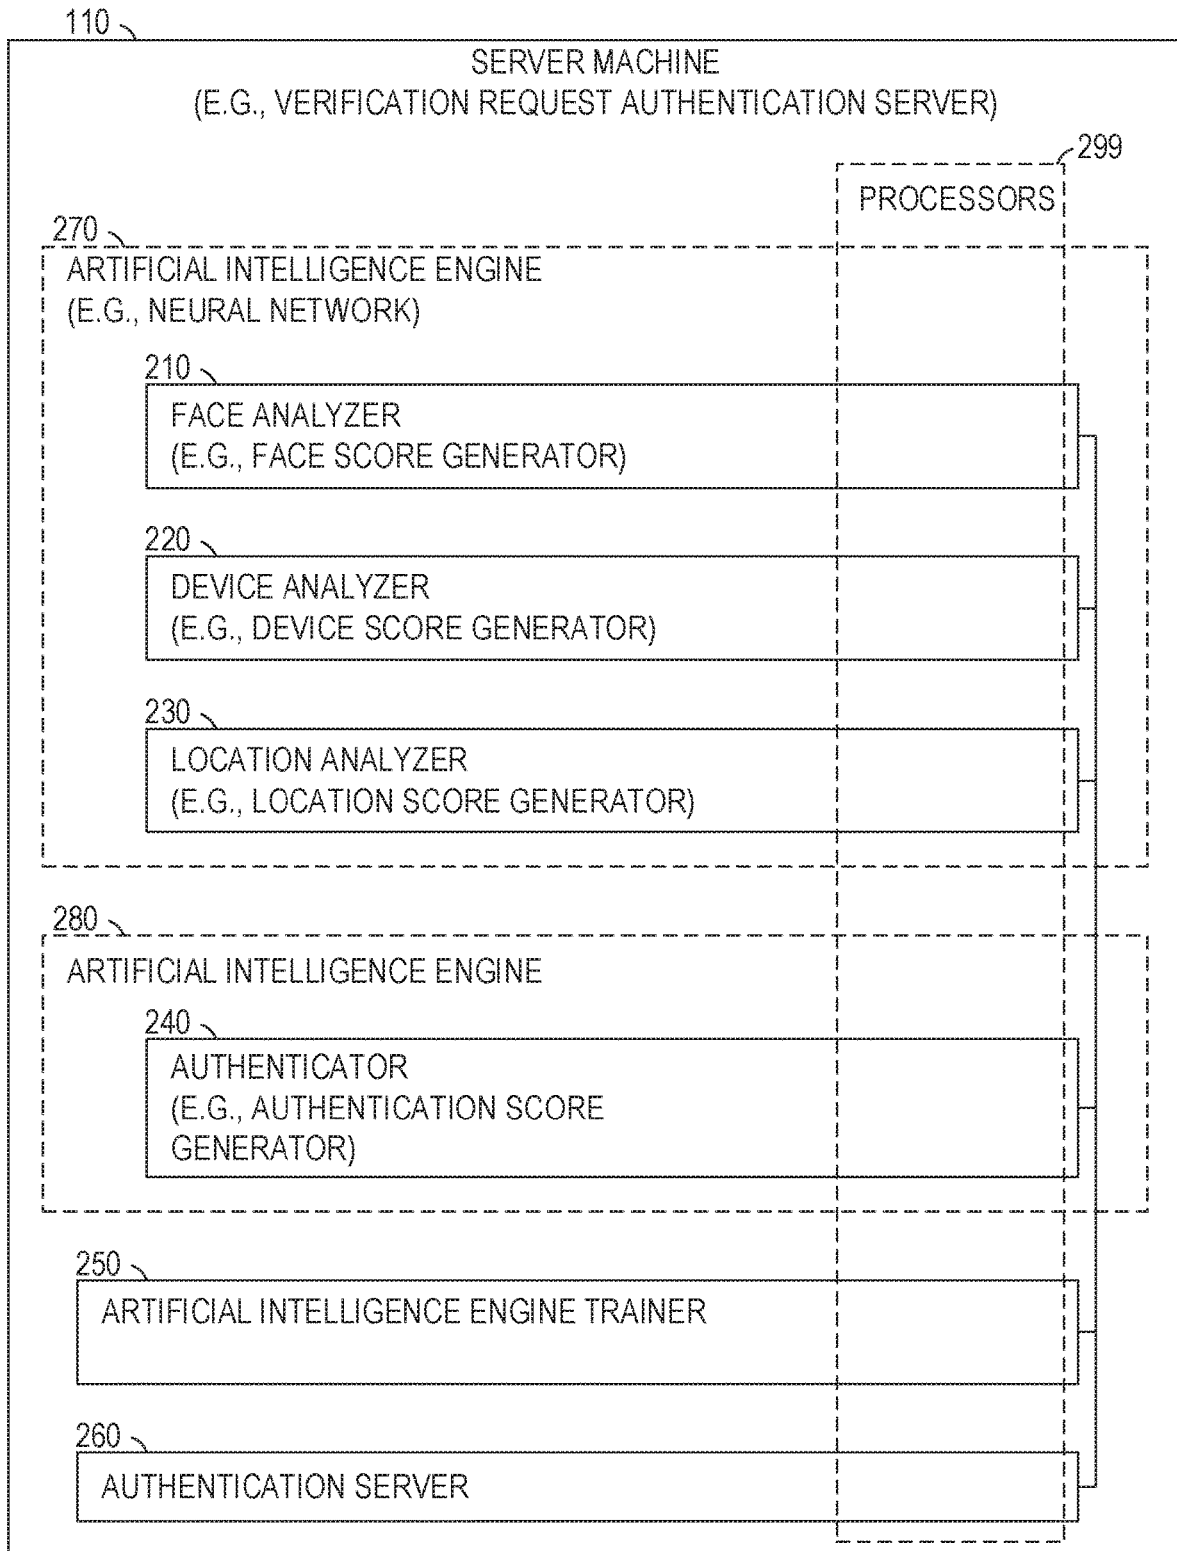 110
SERVER MACHINE
(E.G., VERIFICATION REQUEST AUTHENTICATION SERVER)
299
PROCESSORS
270
ARTIFICIAL INTELLIGENCE ENGINE
(E.G., NEURAL NETWORK)
210
FACE ANALYZER
(E.G., FACE SCORE GENERATOR)
220
DEVICE ANALYZER
(E.G., DEVICE SCORE GENERATOR)
230
LOCATION ANALYZER
(E.G., LOCATION SCORE GENERATOR)
280
ARTIFICIAL INTELLIGENCE ENGINE
240
AUTHENTICATOR
(E.G., AUTHENTICATION SCORE
GENERATOR)
250
ARTIFICIAL INTELLIGENCE ENGINE TRAINER
260
AUTHENTICATION SERVER